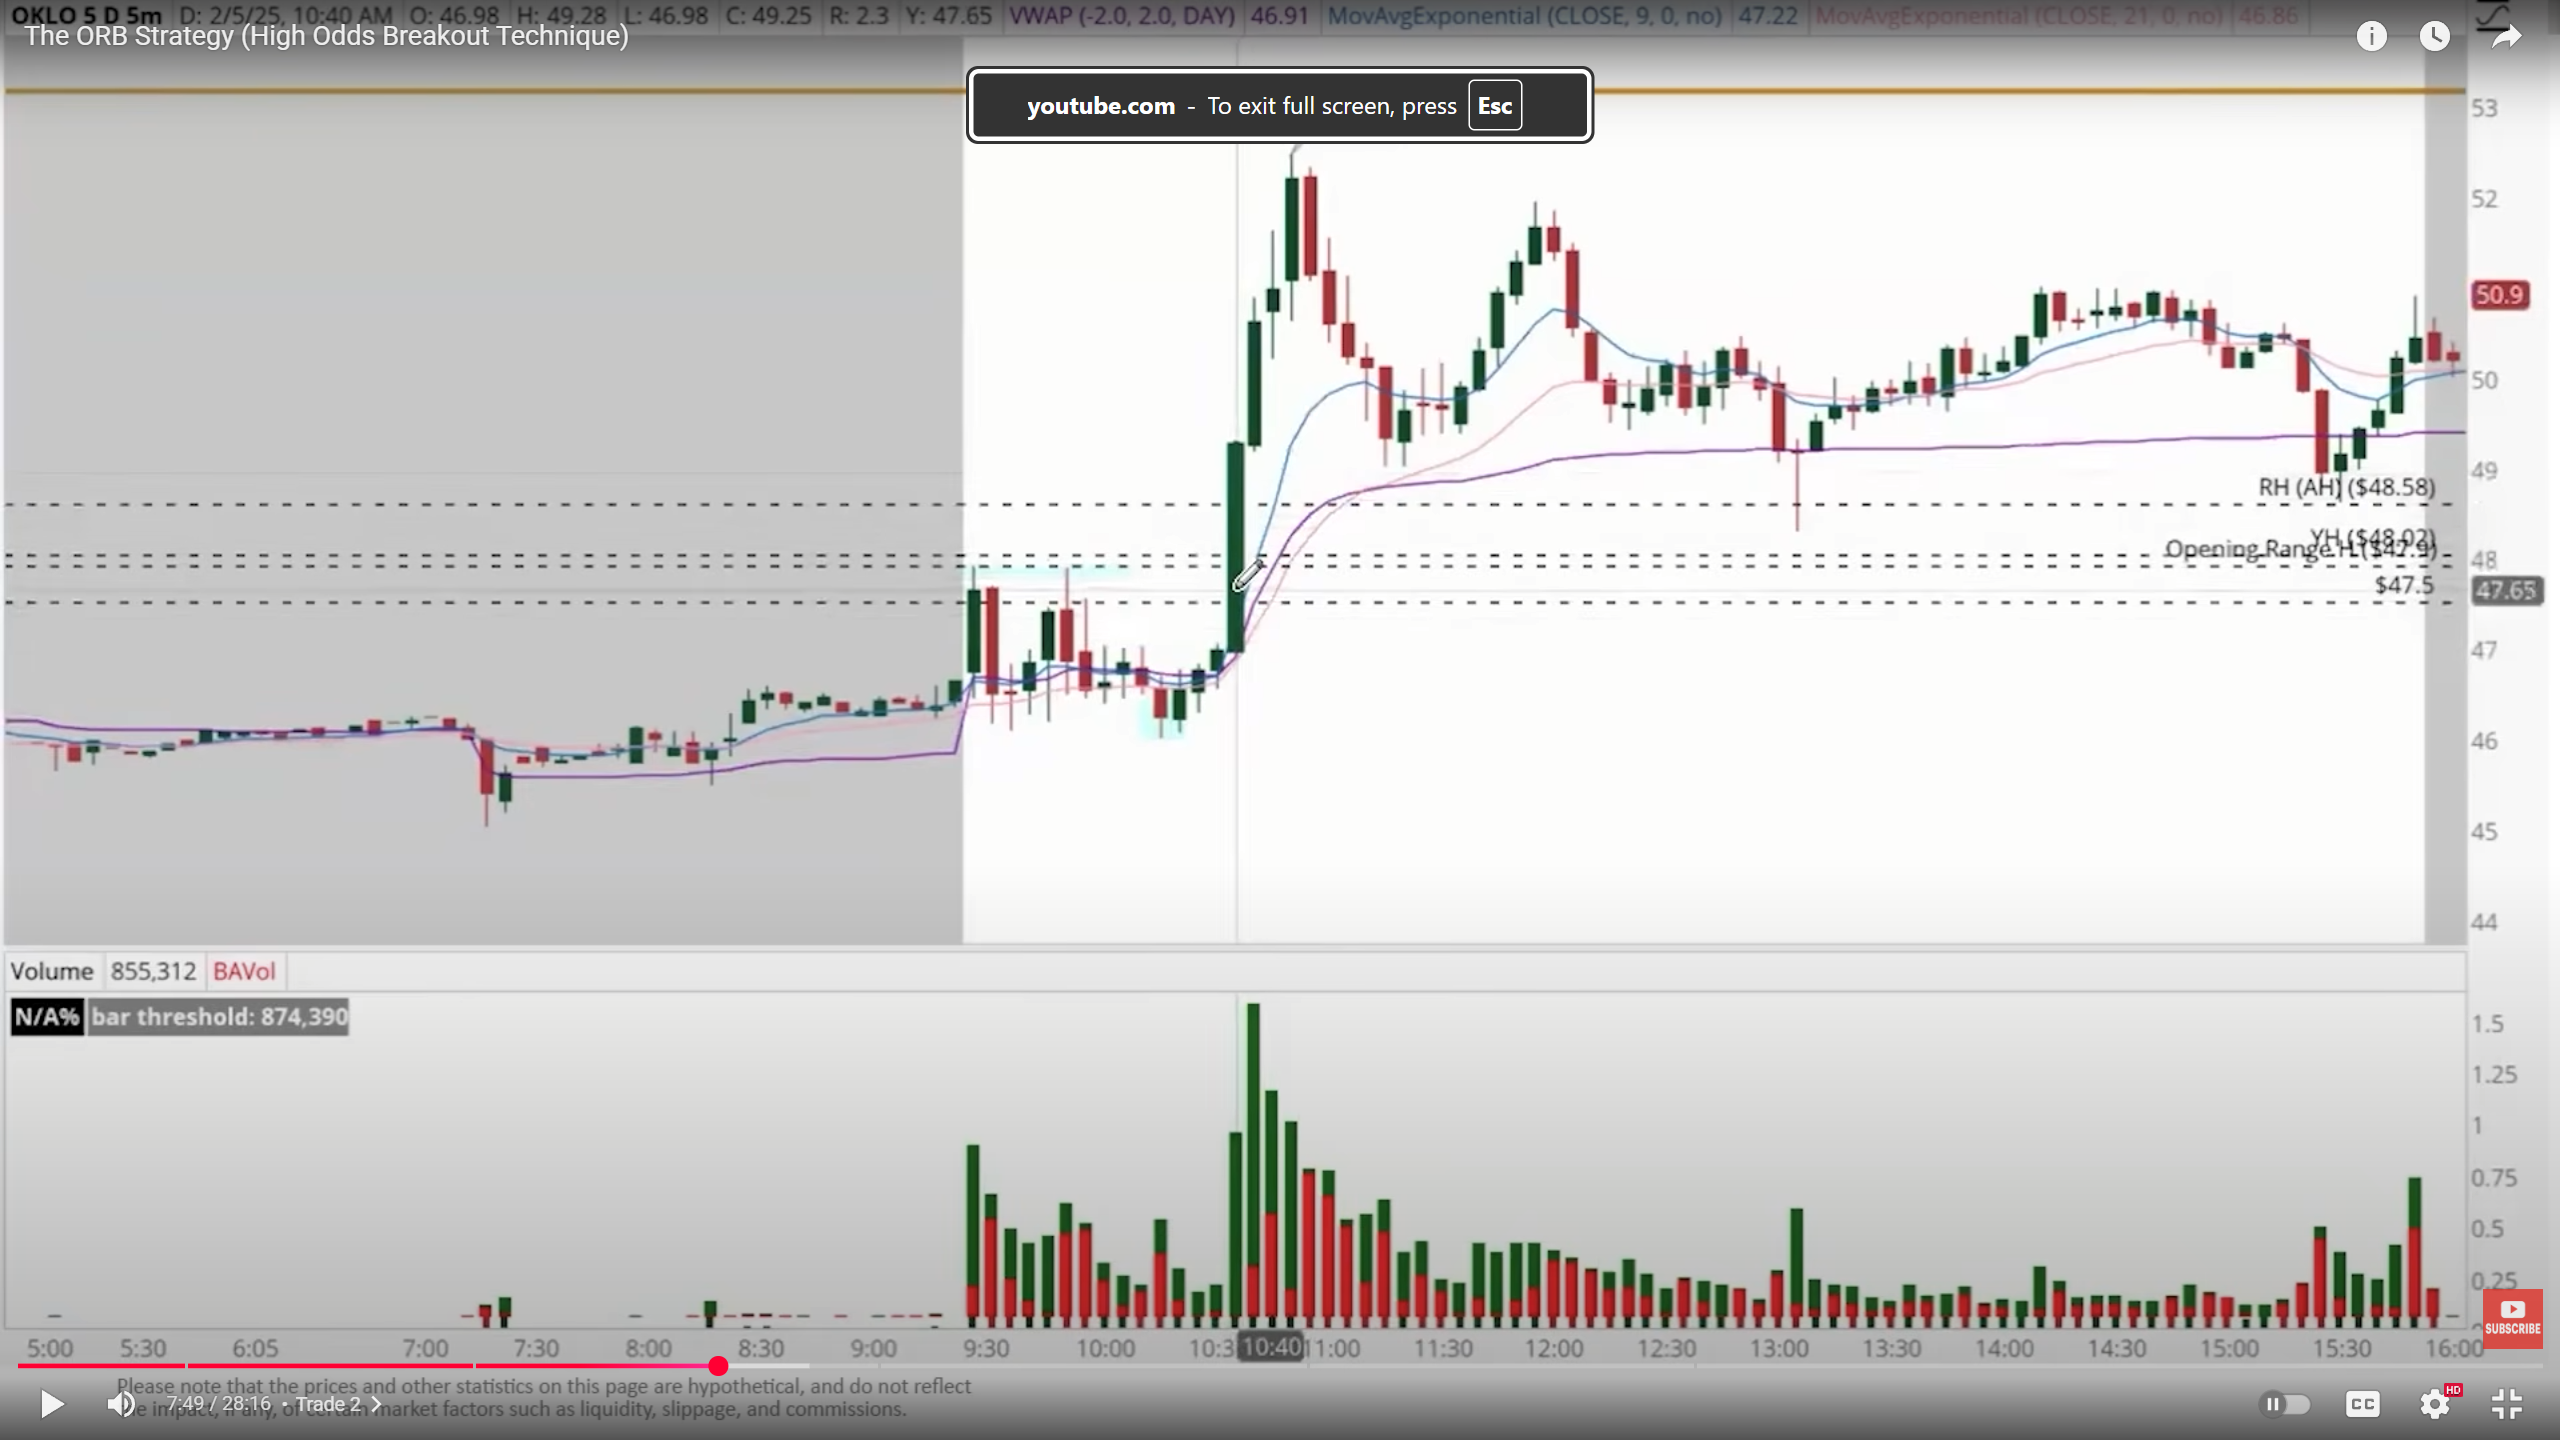 OKLO 5 D 5m D: 2/5/25, 10:40 AM O: 46.98 H: 49.28 L: 46.98 C: 49.25 R: 2.3 Y: 47.65 VWAP (-2.0, 2.0, DAY) 46.91 MovAvgExponential (CLOSE, 9, 0, no) 47.22 MovAvgExponential (CLOSE, 21, 0, no) 46.86
The ORB Strategy (High Odds Breakout Technique)
youtube.com - To exit full screen, press Esc
53
52
50.9
50
49
RH (AH) ($48.58)
YH ($48.02)
Opening Range H ($47.9)
48
$47.5
47.65
47
46
45
44
Volume 855,312 BAVol
N/A% bar threshold: 874,390
1.5
1.25
1
0.75
0.5
0.25
SUBSCRIBE
5:00 5:30 6:05 7:00 7:30 8:00 8:30 9:00 9:30 10:00 10:3 10:40 11:00 11:30 12:00 12:30 13:00 13:30 14:00 14:30 15:00 15:30 16:00
Please note that the prices and other statistics on this page are hypothetical, and do not reflect
impact, if any, of certain market factors such as liquidity, slippage, and commissions.
7:49 / 28:16 • Trade 2 >
CC
HD